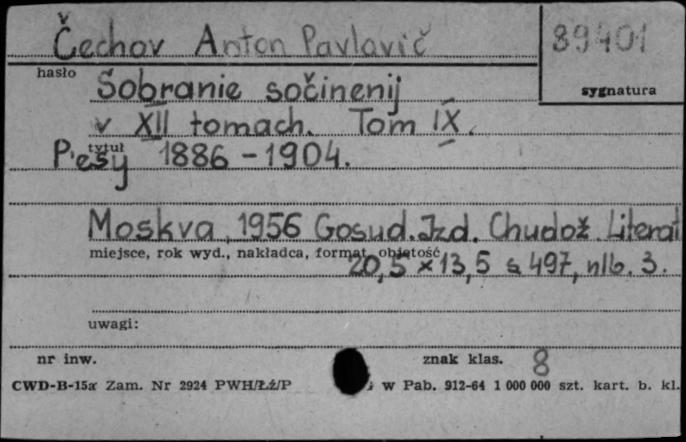 Čechov Anton Pavlovič
89401
hasło
sygnatura
Sobranie sočinenij
v XII tomach. Tom IX.
tytuł
P'esy 1886 - 1904.
Moskva, 1956 Gosud. Izd. Chudož. Literat
miejsce, rok wyd., nakładca, format, objętość
20,5 x 13,5 s 497, nlb. 3.
uwagi:
nr inw.
znak klas. 8
CWD-B-15a Zam. Nr 2924 PWH/Łź/P w Pab. 912-64 1 000 000 szt. kart. b. kl.